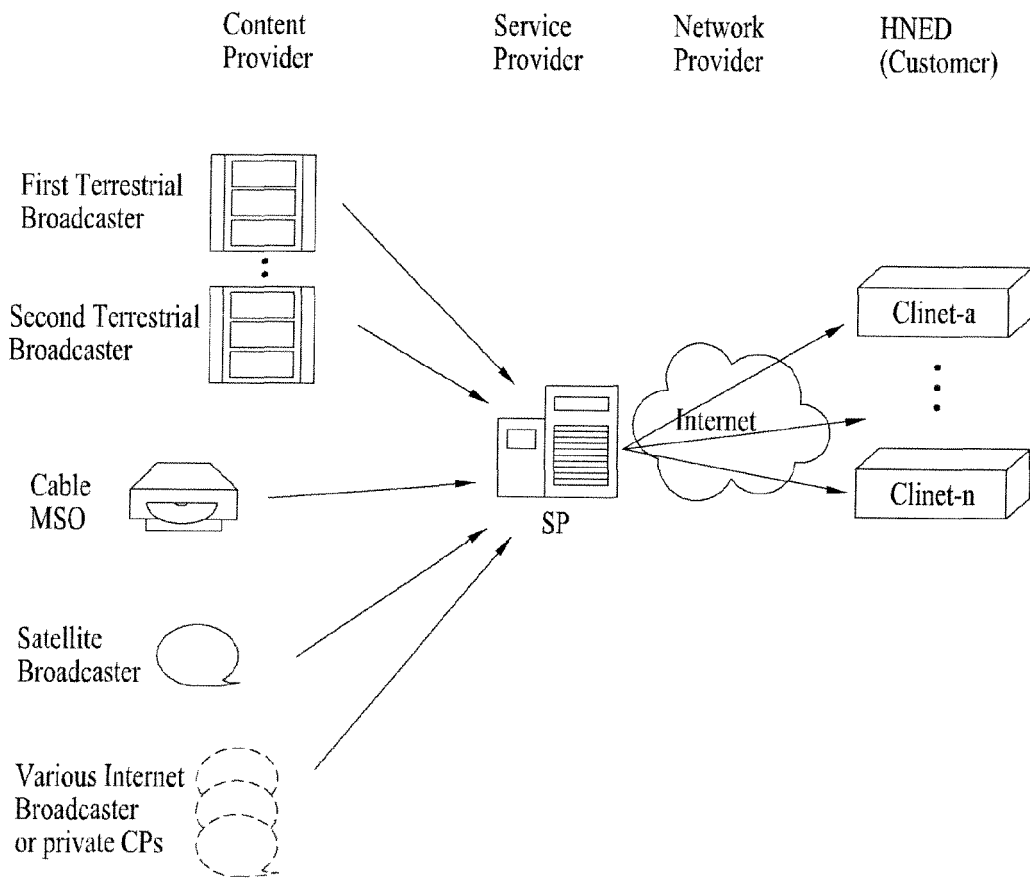 Content
Provider
Service
Provider
Network
Provider
HNED
(Customer)
First Terrestrial
Broadcaster
Second Terrestrial
Broadcaster
Cable
MSO
Satellite
Broadcaster
Various Internet
Broadcaster
or private CPs
SP
Internet
Clinet-a
Clinet-n